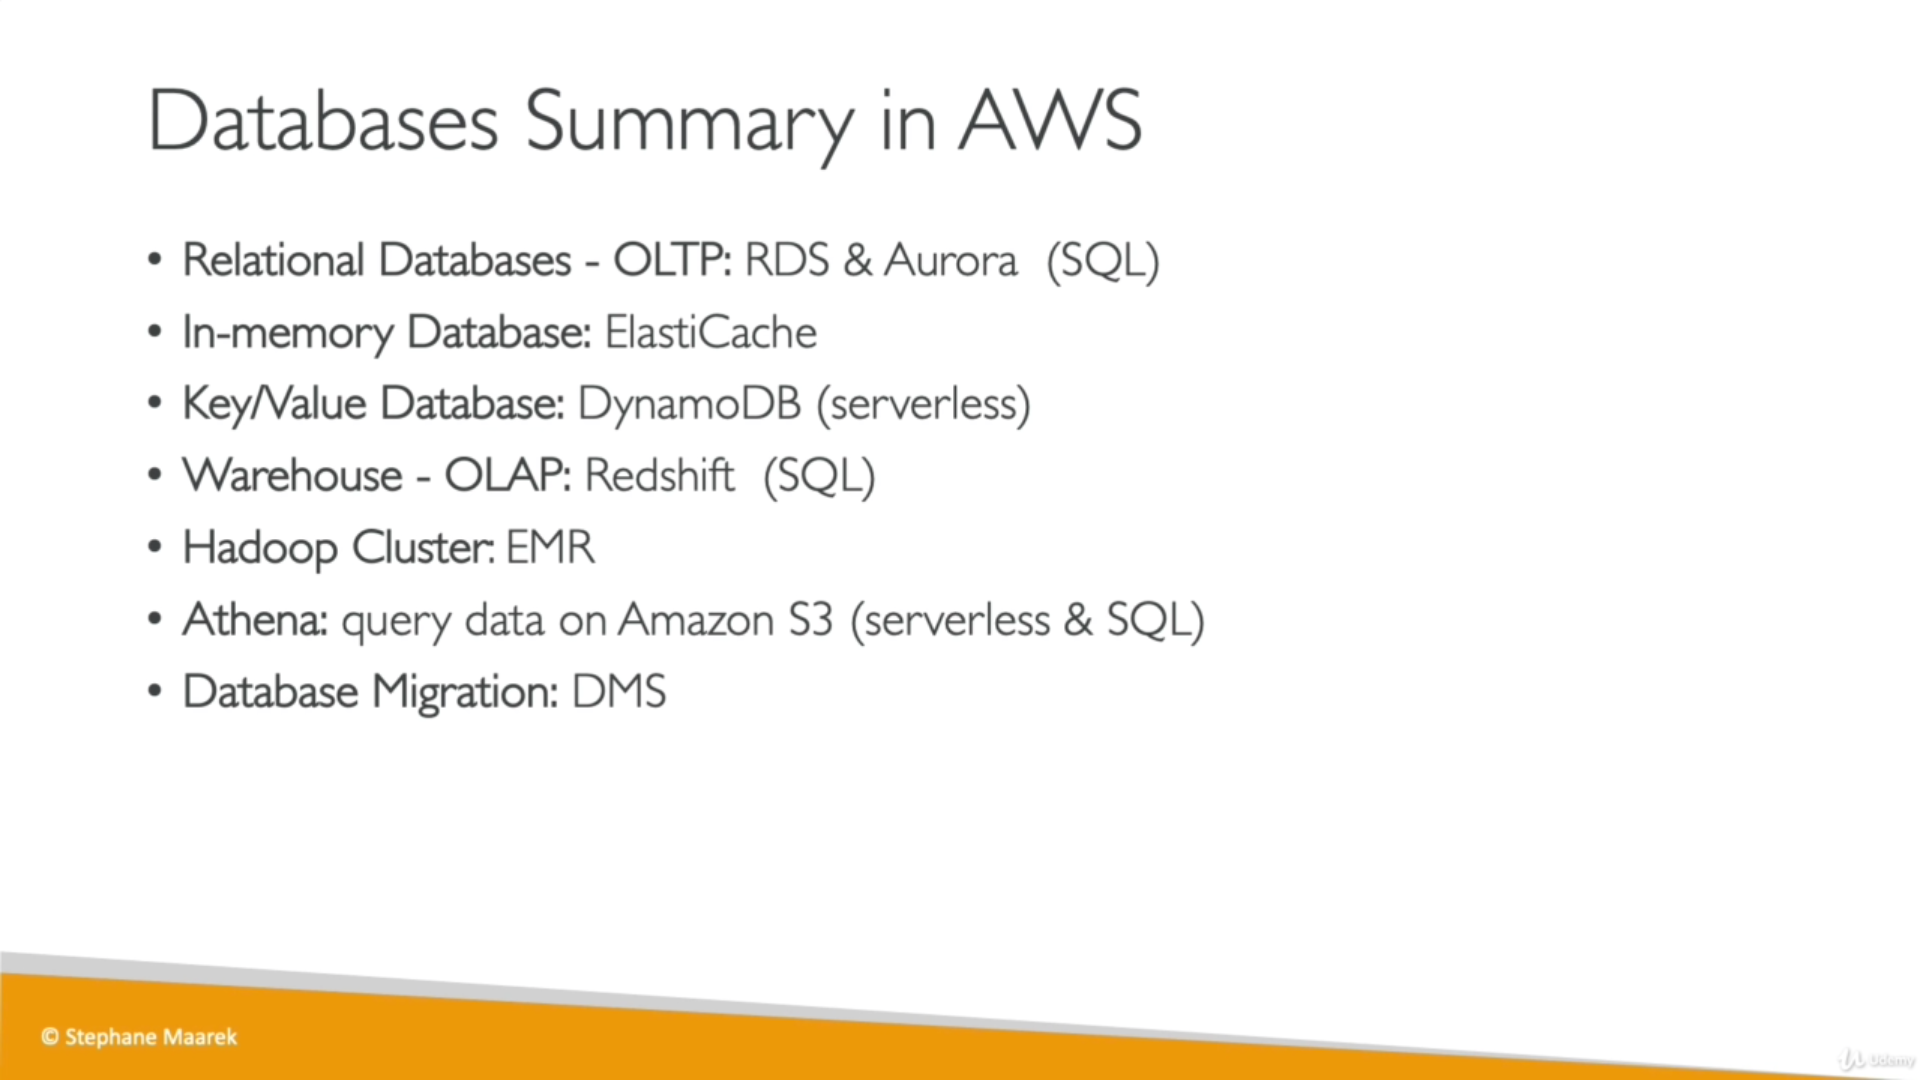 Databases Summary in AWS
• Relational Databases - OLTP: RDS & Aurora (SQL)
• In-memory Database: ElastiCache
• Key/Value Database: DynamoDB (serverless)
• Warehouse - OLAP: Redshift (SQL)
• Hadoop Cluster: EMR
• Athena: query data on Amazon S3 (serverless & SQL)
• Database Migration: DMS
© Stephane Maarek
Udemy